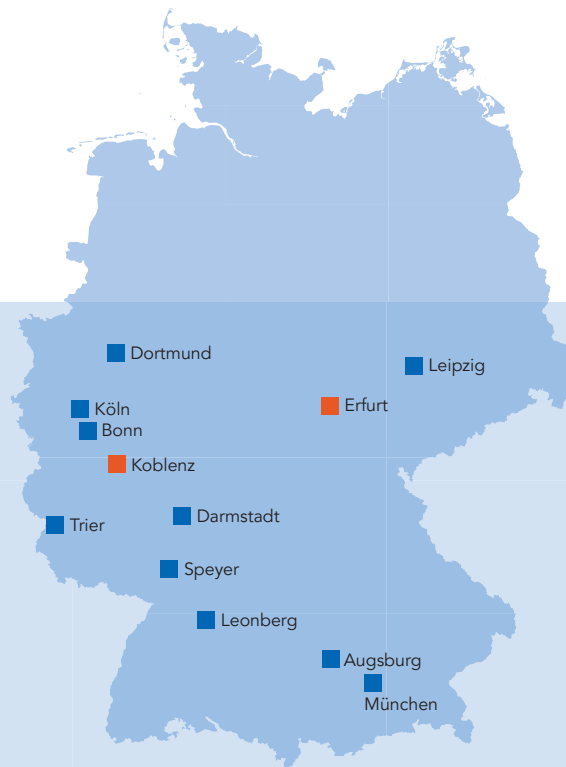 Dortmund
Leipzig
Erfurt
Köln
Bonn
Koblenz
Darmstadt
Trier
Speyer
Leonberg
Augsburg
München